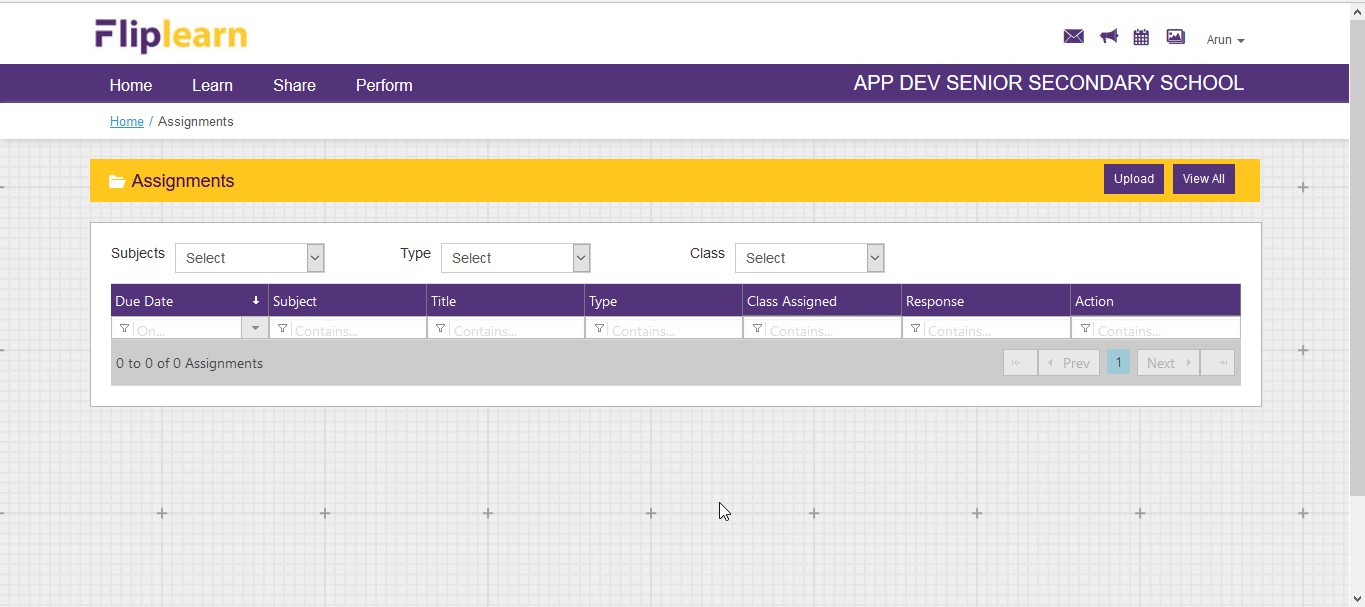 Fliplearn
Arun
Home Learn Share Perform APP DEV SENIOR SECONDARY SCHOOL
Home / Assignments
Assignments Upload View All
Subjects Select Type Select Class Select
Due Date Subject Title Type Class Assigned Response Action
On... Contains... Contains... Contains... Contains... Contains... Contains...
0 to 0 of 0 Assignments Prev 1 Next